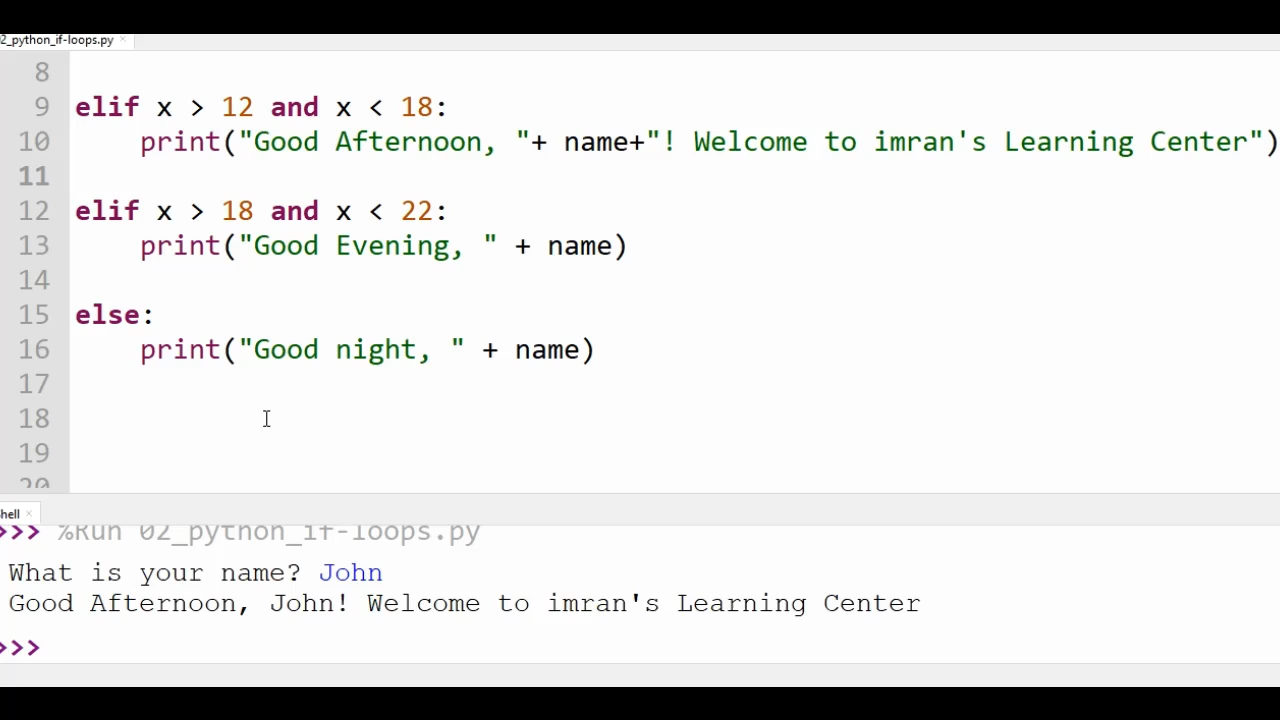 02_python_if-loops.py ×
8
9 elif x > 12 and x < 18:
10     print("Good Afternoon, "+ name+"! Welcome to imran's Learning Center")
11
12 elif x > 18 and x < 22:
13     print("Good Evening, " + name)
14
15 else:
16     print("Good night, " + name)
17
18
19
20
hell ×
>>> %Run 02_python_if-loops.py
What is your name? John
Good Afternoon, John! Welcome to imran's Learning Center
>>>